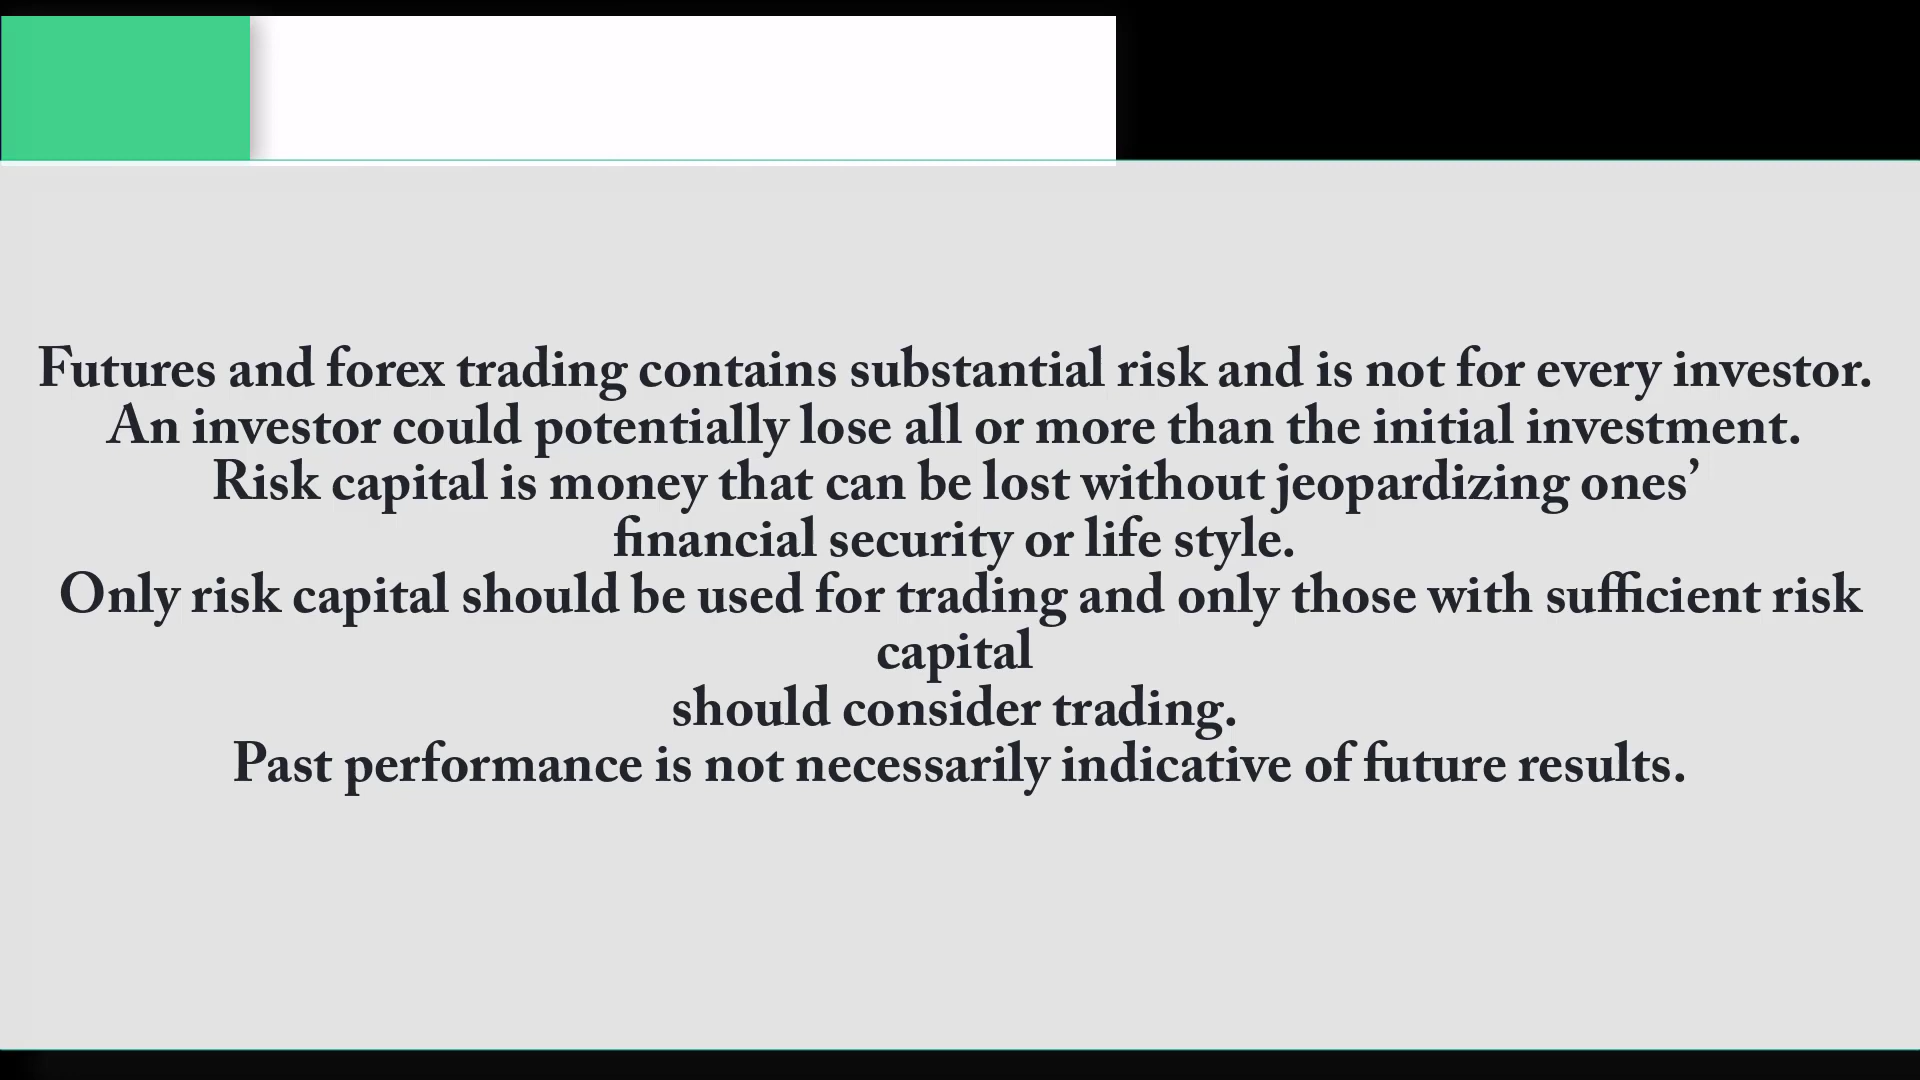 Futures and forex trading contains substantial risk and is not for every investor.
An investor could potentially lose all or more than the initial investment.
Risk capital is money that can be lost without jeopardizing ones’
financial security or life style.
Only risk capital should be used for trading and only those with sufficient risk
capital
should consider trading.
Past performance is not necessarily indicative of future results.